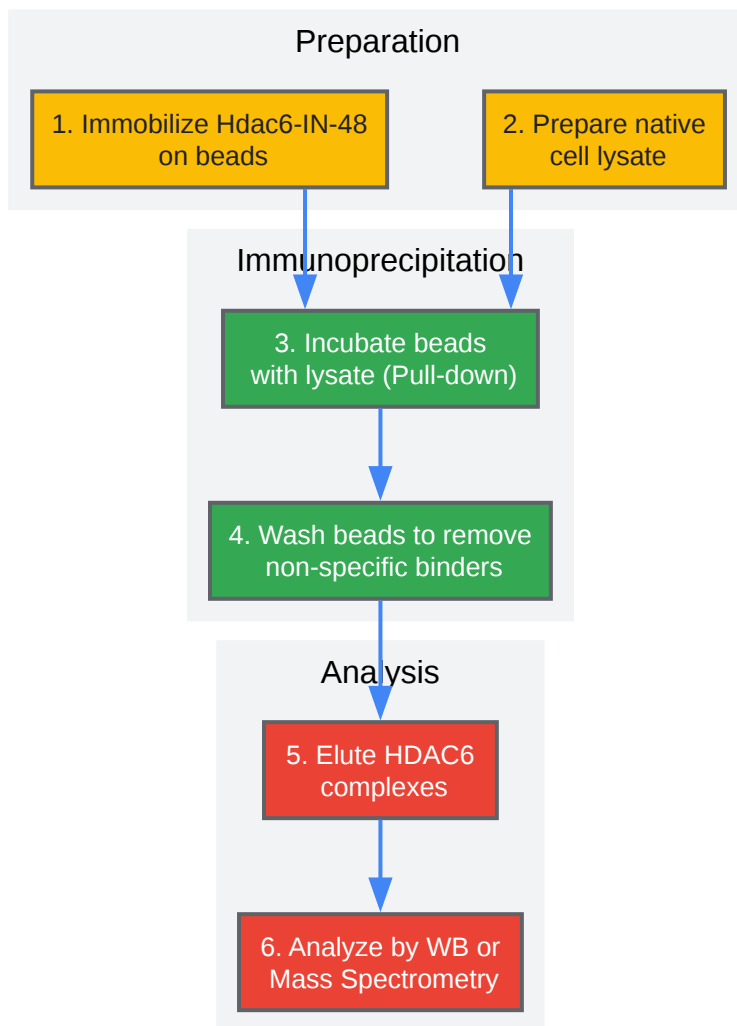 Preparation
1. Immobilize Hdac6-IN-48
on beads
2. Prepare native
cell lysate
Immunoprecipitation
3. Incubate beads
with lysate (Pull-down)
4. Wash beads to remove
non-specific binders
Analysis
5. Elute HDAC6
complexes
6. Analyze by WB or
Mass Spectrometry